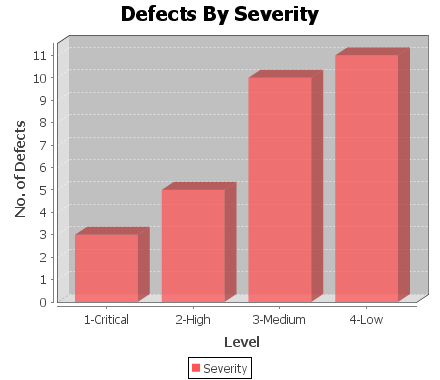 Defects By Severity
11
10
9
8
7
6
5
4
3
2
1
0
No. of Defects
1-Critical 2-High 3-Medium 4-Low
Level
Severity